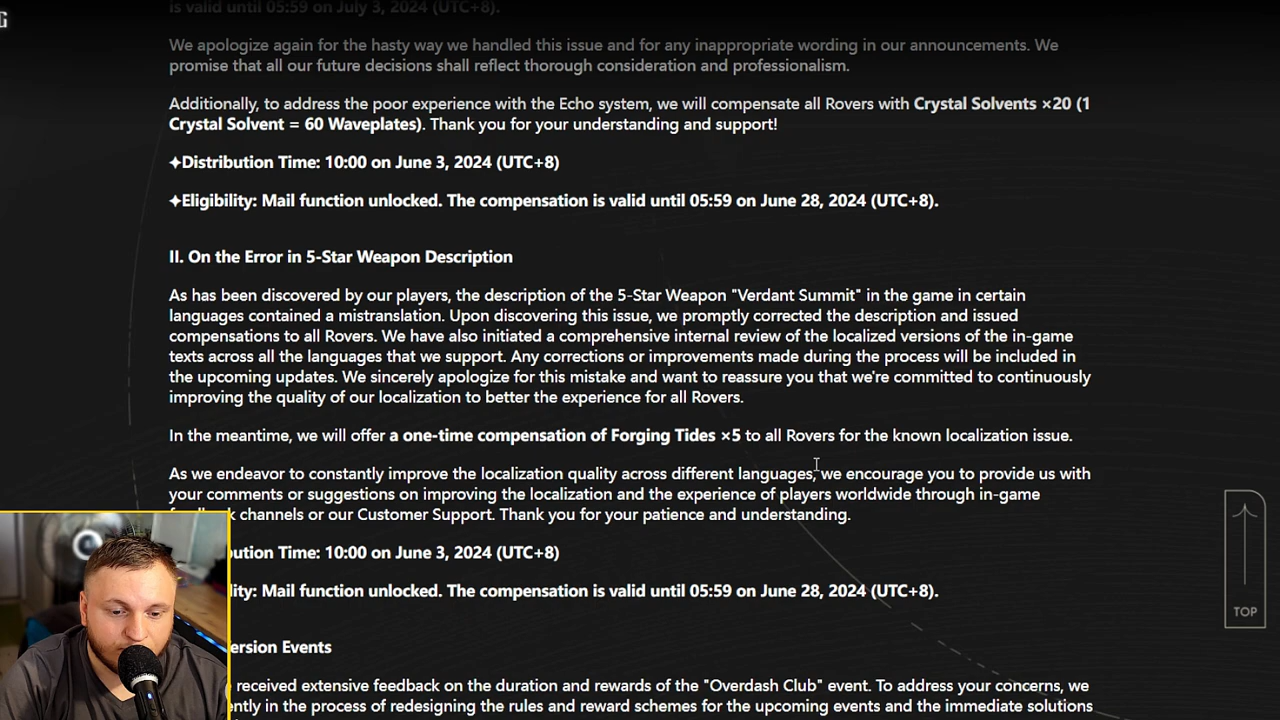 G
is valid until 05:59 on July 3, 2024 (UTC+8).
We apologize again for the hasty way we handled this issue and for any inappropriate wording in our announcements. We
promise that all our future decisions shall reflect thorough consideration and professionalism.
Additionally, to address the poor experience with the Echo system, we will compensate all Rovers with Crystal Solvents ×20 (1
Crystal Solvent = 60 Waveplates). Thank you for your understanding and support!
✦Distribution Time: 10:00 on June 3, 2024 (UTC+8)
✦Eligibility: Mail function unlocked. The compensation is valid until 05:59 on June 28, 2024 (UTC+8).
II. On the Error in 5-Star Weapon Description
As has been discovered by our players, the description of the 5-Star Weapon "Verdant Summit" in the game in certain
languages contained a mistranslation. Upon discovering this issue, we promptly corrected the description and issued
compensations to all Rovers. We have also initiated a comprehensive internal review of the localized versions of the in-game
texts across all the languages that we support. Any corrections or improvements made during the process will be included in
the upcoming updates. We sincerely apologize for this mistake and want to reassure you that we're committed to continuously
improving the quality of our localization to better the experience for all Rovers.
In the meantime, we will offer a one-time compensation of Forging Tides ×5 to all Rovers for the known localization issue.
As we endeavor to constantly improve the localization quality across different languages, we encourage you to provide us with
your comments or suggestions on improving the localization and the experience of players worldwide through in-game
channels or our Customer Support. Thank you for your patience and understanding.
bution Time: 10:00 on June 3, 2024 (UTC+8)
ility: Mail function unlocked. The compensation is valid until 05:59 on June 28, 2024 (UTC+8).
TOP
ersion Events
received extensive feedback on the duration and rewards of the "Overdash Club" event. To address your concerns, we
ently in the process of redesigning the rules and reward schemes for the upcoming events and the immediate solutions